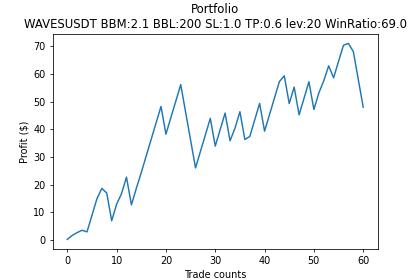 Portfolio
WAVESUSDT BBM:2.1 BBL:200 SL:1.0 TP:0.6 lev:20 WinRatio:69.0
70
60
50
40
30
20
10
0
Profit ($)
0 10 20 30 40 50 60
Trade counts